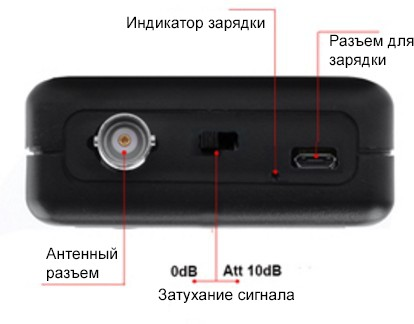 Индикатор зарядки
Разъем для
зарядки
Антенный
разъем
0dB Att 10dB
Затухание сигнала